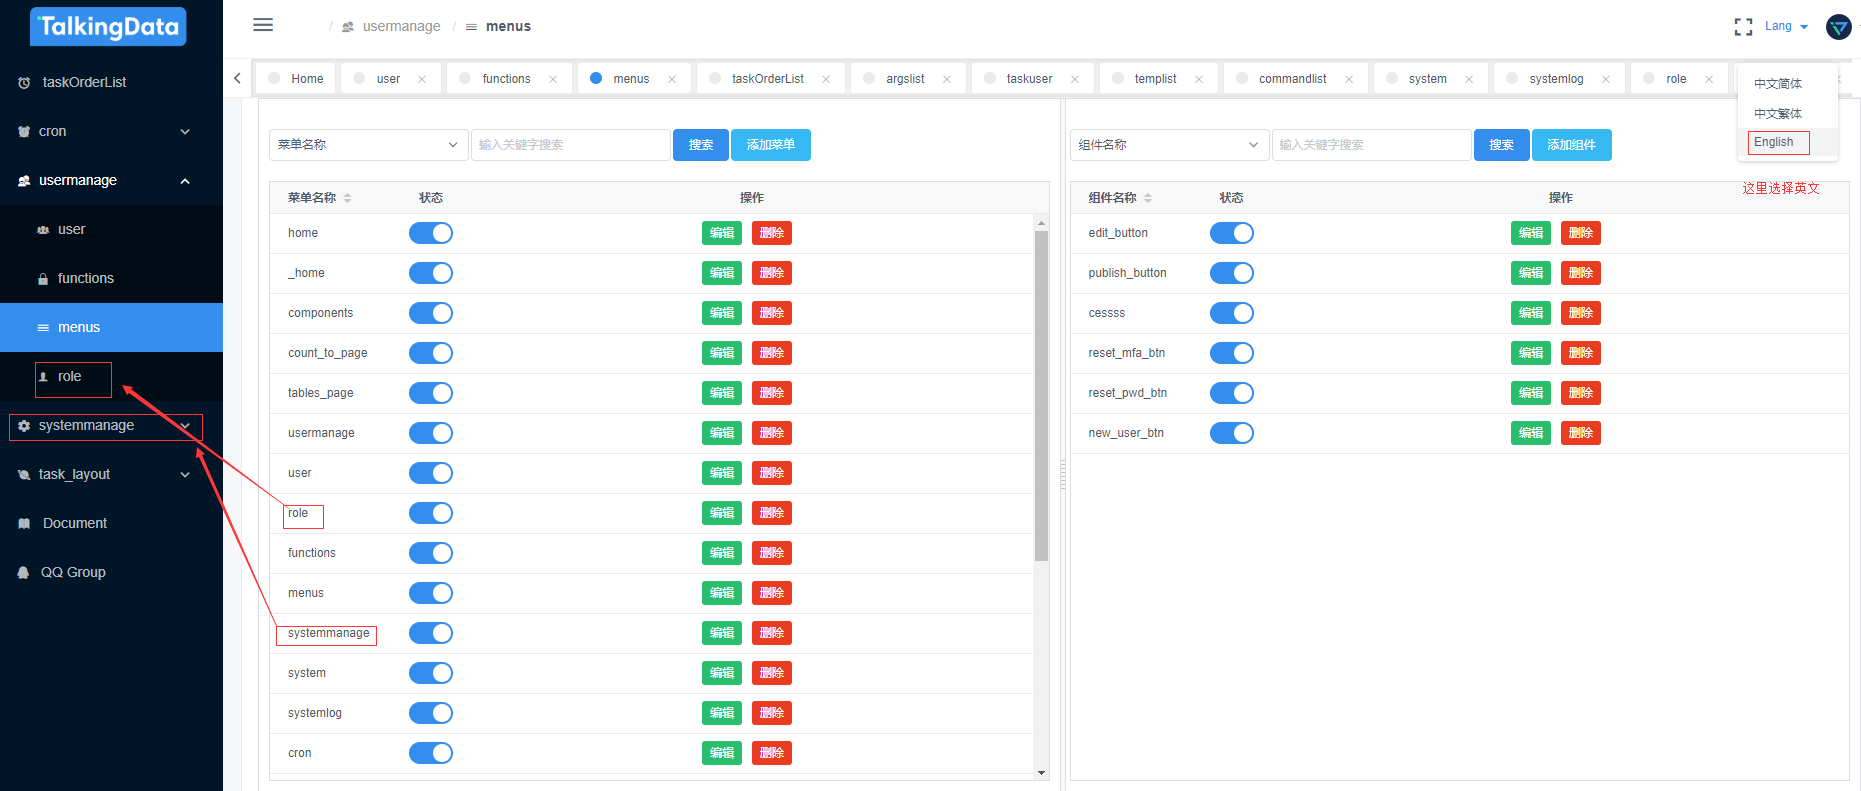 TalkingData
taskOrderList
cron
usermanage
user
functions
menus
role
systemmanage
task_layout
Document
QQ Group
/ usermanage / menus
Lang
Home
user
functions
menus
taskOrderList
argslist
taskuser
templist
commandlist
system
systemlog
role
中文简体
中文繁体
English
这里选择英文
菜单名称
输入关键字搜索
搜索
添加菜单
菜单名称 状态 操作
home 编辑 删除
_home 编辑 删除
components 编辑 删除
count_to_page 编辑 删除
tables_page 编辑 删除
usermanage 编辑 删除
user 编辑 删除
role 编辑 删除
functions 编辑 删除
menus 编辑 删除
systemmanage 编辑 删除
system 编辑 删除
systemlog 编辑 删除
cron 编辑 删除
组件名称
输入关键字搜索
搜索
添加组件
组件名称 状态 操作
edit_button 编辑 删除
publish_button 编辑 删除
cessss 编辑 删除
reset_mfa_btn 编辑 删除
reset_pwd_btn 编辑 删除
new_user_btn 编辑 删除